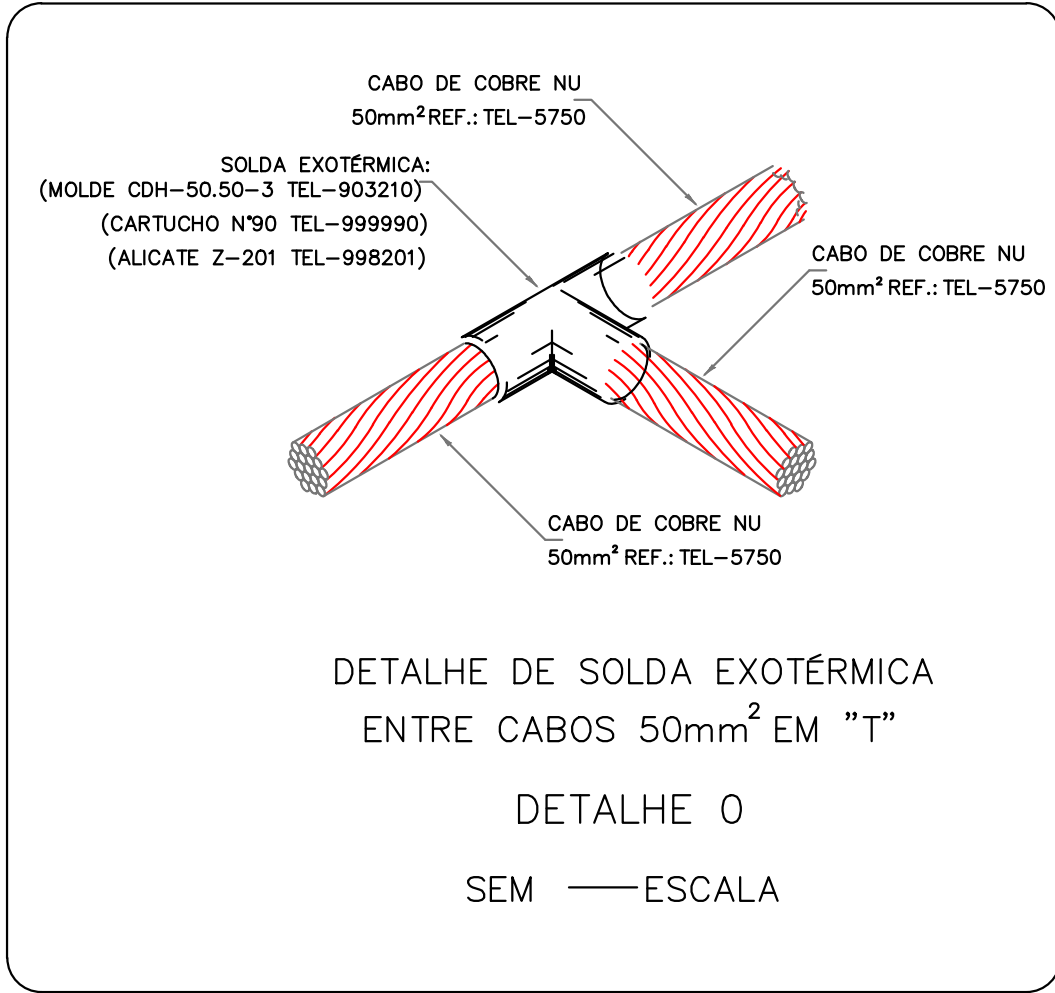 CABO DE COBRE NU
50mm² REF.: TEL-5750
SOLDA EXOTÉRMICA:
(MOLDE CDH-50.50-3 TEL-903210)
(CARTUCHO N°90 TEL-999990)
(ALICATE Z-201 TEL-998201)
CABO DE COBRE NU
50mm² REF.: TEL-5750
CABO DE COBRE NU
50mm² REF.: TEL-5750
DETALHE DE SOLDA EXOTÉRMICA
ENTRE CABOS 50mm² EM "T"
DETALHE 0
SEM —— ESCALA